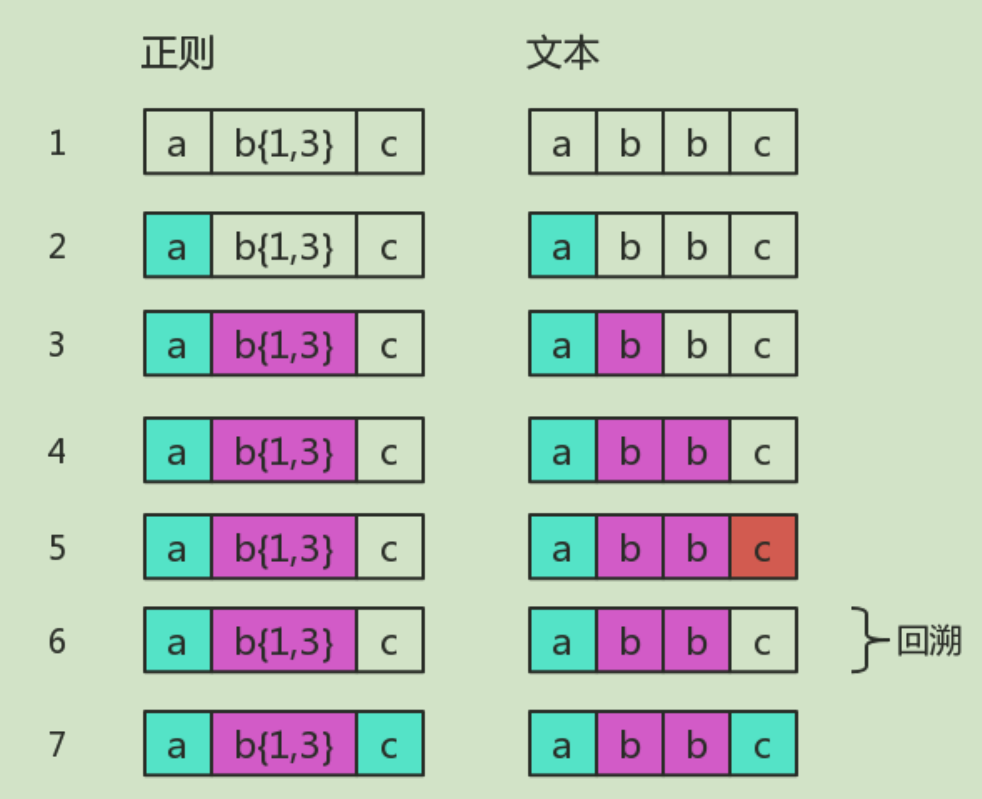 正则 文本
1 a b{1,3} c a b b c
2 a b{1,3} c a b b c
3 a b{1,3} c a b b c
4 a b{1,3} c a b b c
5 a b{1,3} c a b b c
6 a b{1,3} c a b b c 回溯
7 a b{1,3} c a b b c